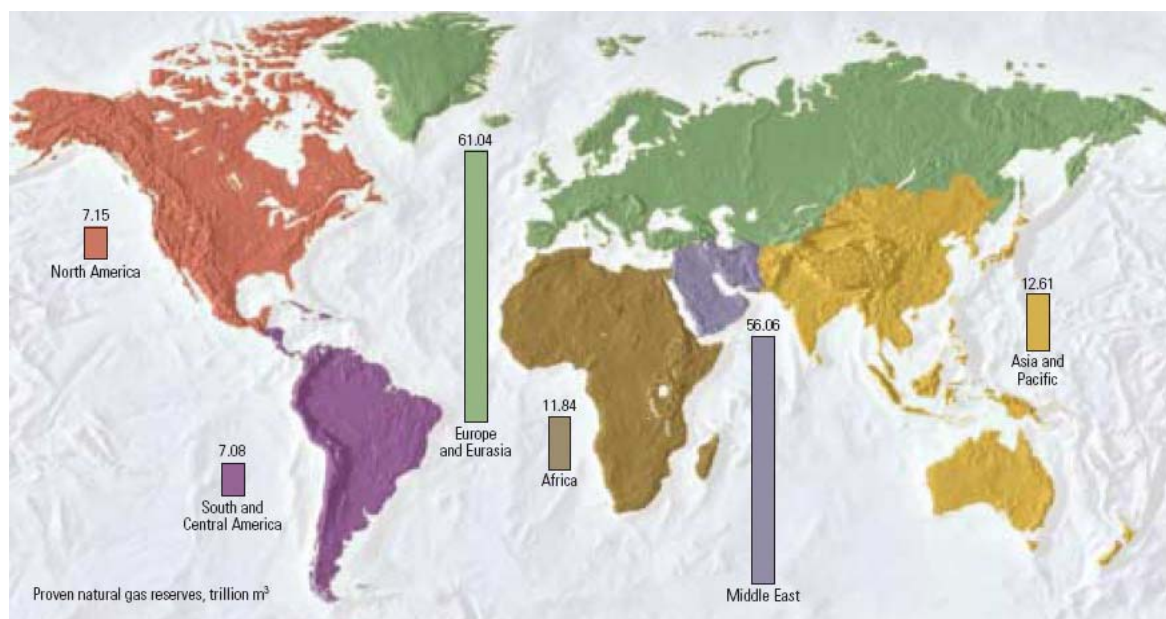 61.04
7.15
North America
12.61
Asia and
Pacific
56.06
11.84
Africa
Europe
and Eurasia
7.08
South and
Central America
Middle East
Proven natural gas reserves, trillion m³